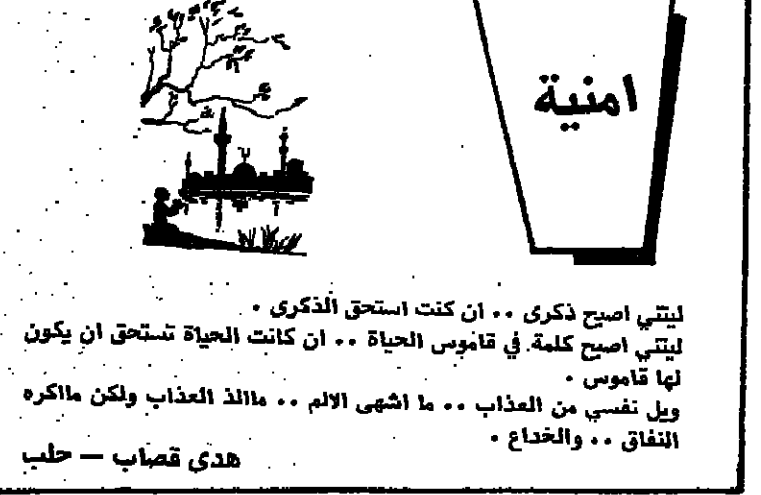 امنية
ليتني اصبح ذكرى .. ان كنت استحق الذكرى .
ليتني اصبح كلمة في قاموس الحياة .. ان كانت الحياة تستحق ان يكون
لها قاموس .
ويل نفسي من العذاب .. ما اشهى الالم .. ماالذ العذاب ولكن مااكره
النفاق .. والخداع .
هدى قصاب — حلب